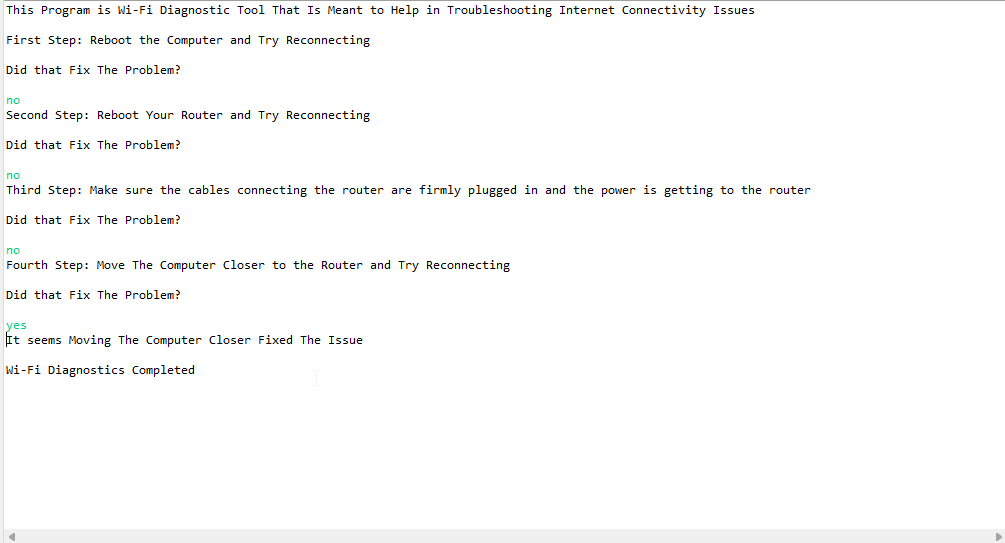 This Program is Wi-Fi Diagnostic Tool That Is Meant to Help in Troubleshooting Internet Connectivity Issues
First Step: Reboot the Computer and Try Reconnecting
Did that Fix The Problem?
no
Second Step: Reboot Your Router and Try Reconnecting
Did that Fix The Problem?
no
Third Step: Make sure the cables connecting the router are firmly plugged in and the power is getting to the router
Did that Fix The Problem?
no
Fourth Step: Move The Computer Closer to the Router and Try Reconnecting
Did that Fix The Problem?
yes
It seems Moving The Computer Closer Fixed The Issue
Wi-Fi Diagnostics Completed